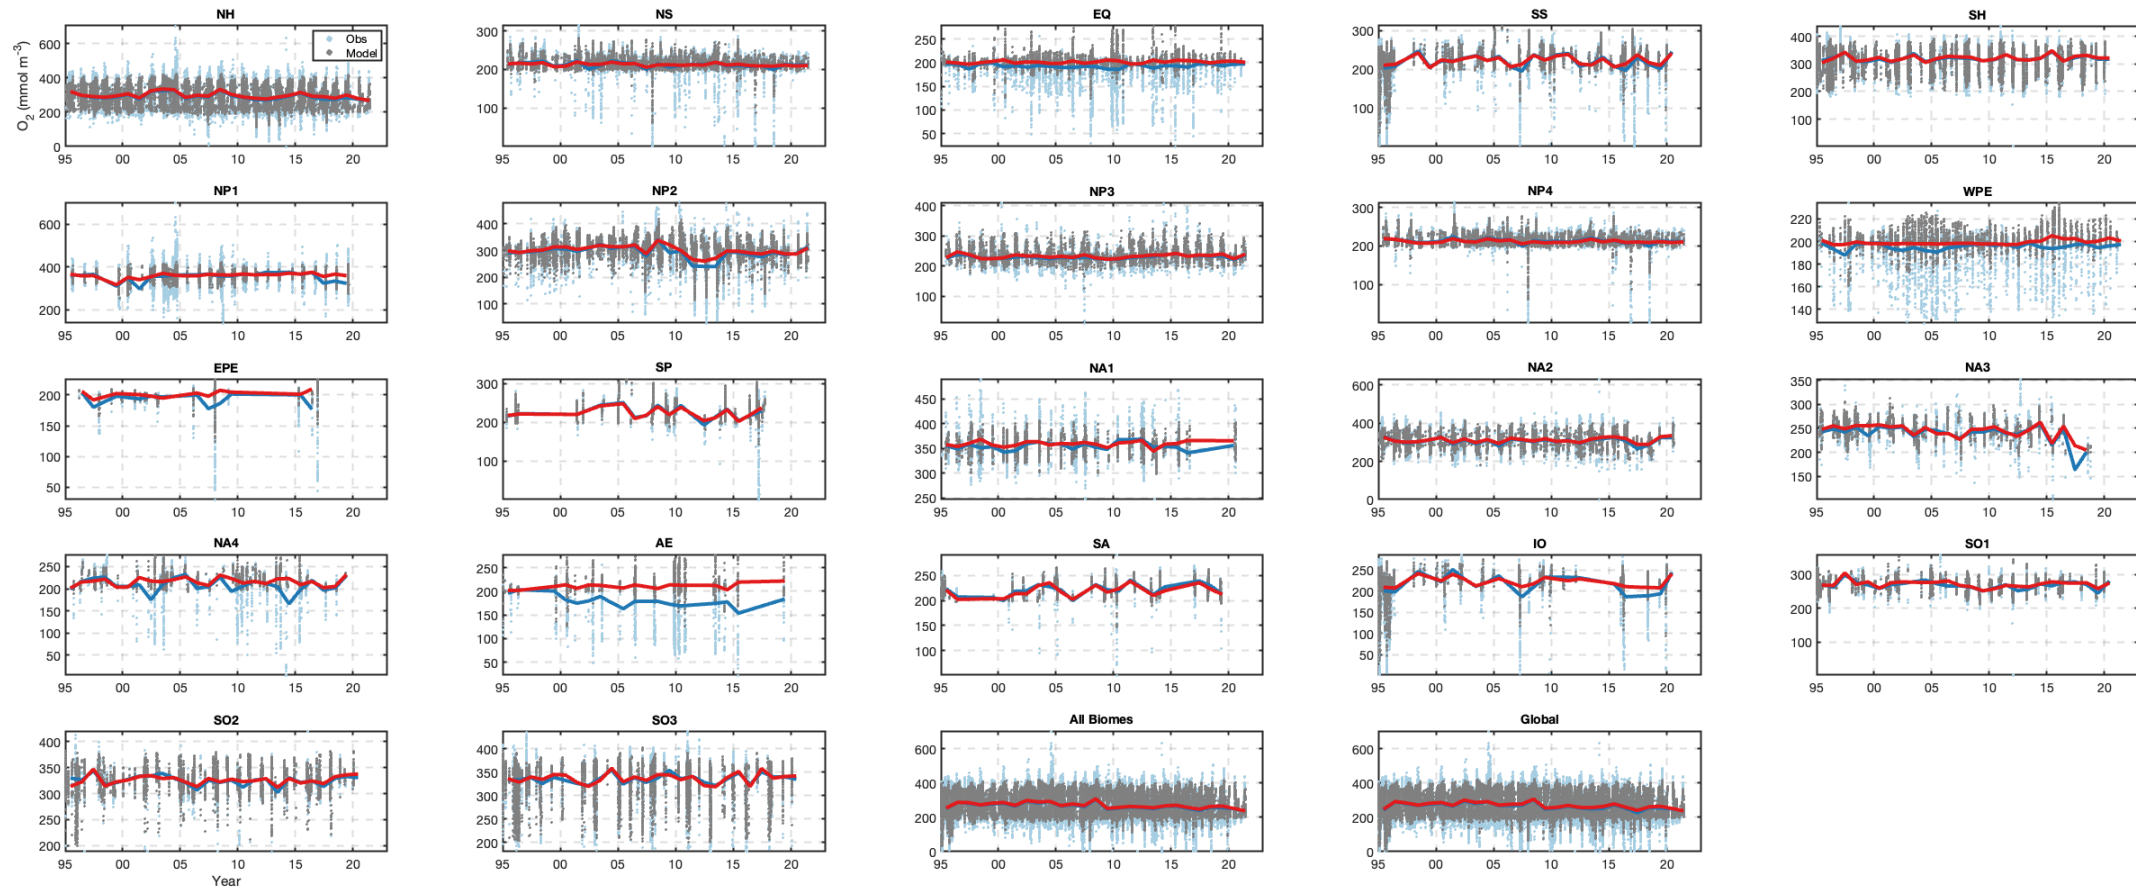 NH
NS
EQ
SS
SH
O2 (mmol m-3)
Obs
Model
600
400
200
0
95 00 05 10 15 20
300
200
100
95 00 05 10 15 20
250
200
150
100
50
95 00 05 10 15 20
300
200
100
95 00 05 10 15 20
400
300
200
100
95 00 05 10 15 20
NP1
NP2
NP3
NP4
WPE
600
400
200
95 00 05 10 15 20
400
300
200
100
95 00 05 10 15 20
400
300
200
100
95 00 05 10 15 20
300
200
100
95 00 05 10 15 20
220
200
180
160
140
95 00 05 10 15 20
EPE
SP
NA1
NA2
NA3
200
150
100
50
95 00 05 10 15 20
300
200
100
95 00 05 10 15 20
450
400
350
300
250
95 00 05 10 15 20
600
400
200
0
95 00 05 10 15 20
350
300
250
200
150
95 00 05 10 15 20
NA4
AE
SA
IO
SO1
250
200
150
100
50
95 00 05 10 15 20
250
200
150
100
50
95 00 05 10 15 20
250
200
150
100
95 00 05 10 15 20
250
200
150
100
50
95 00 05 10 15 20
300
200
100
95 00 05 10 15 20
SO2
SO3
All Biomes
Global
400
350
300
250
200
95 00 05 10 15 20
Year
400
350
300
250
200
95 00 05 10 15 20
600
400
200
0
95 00 05 10 15 20
600
400
200
0
95 00 05 10 15 20